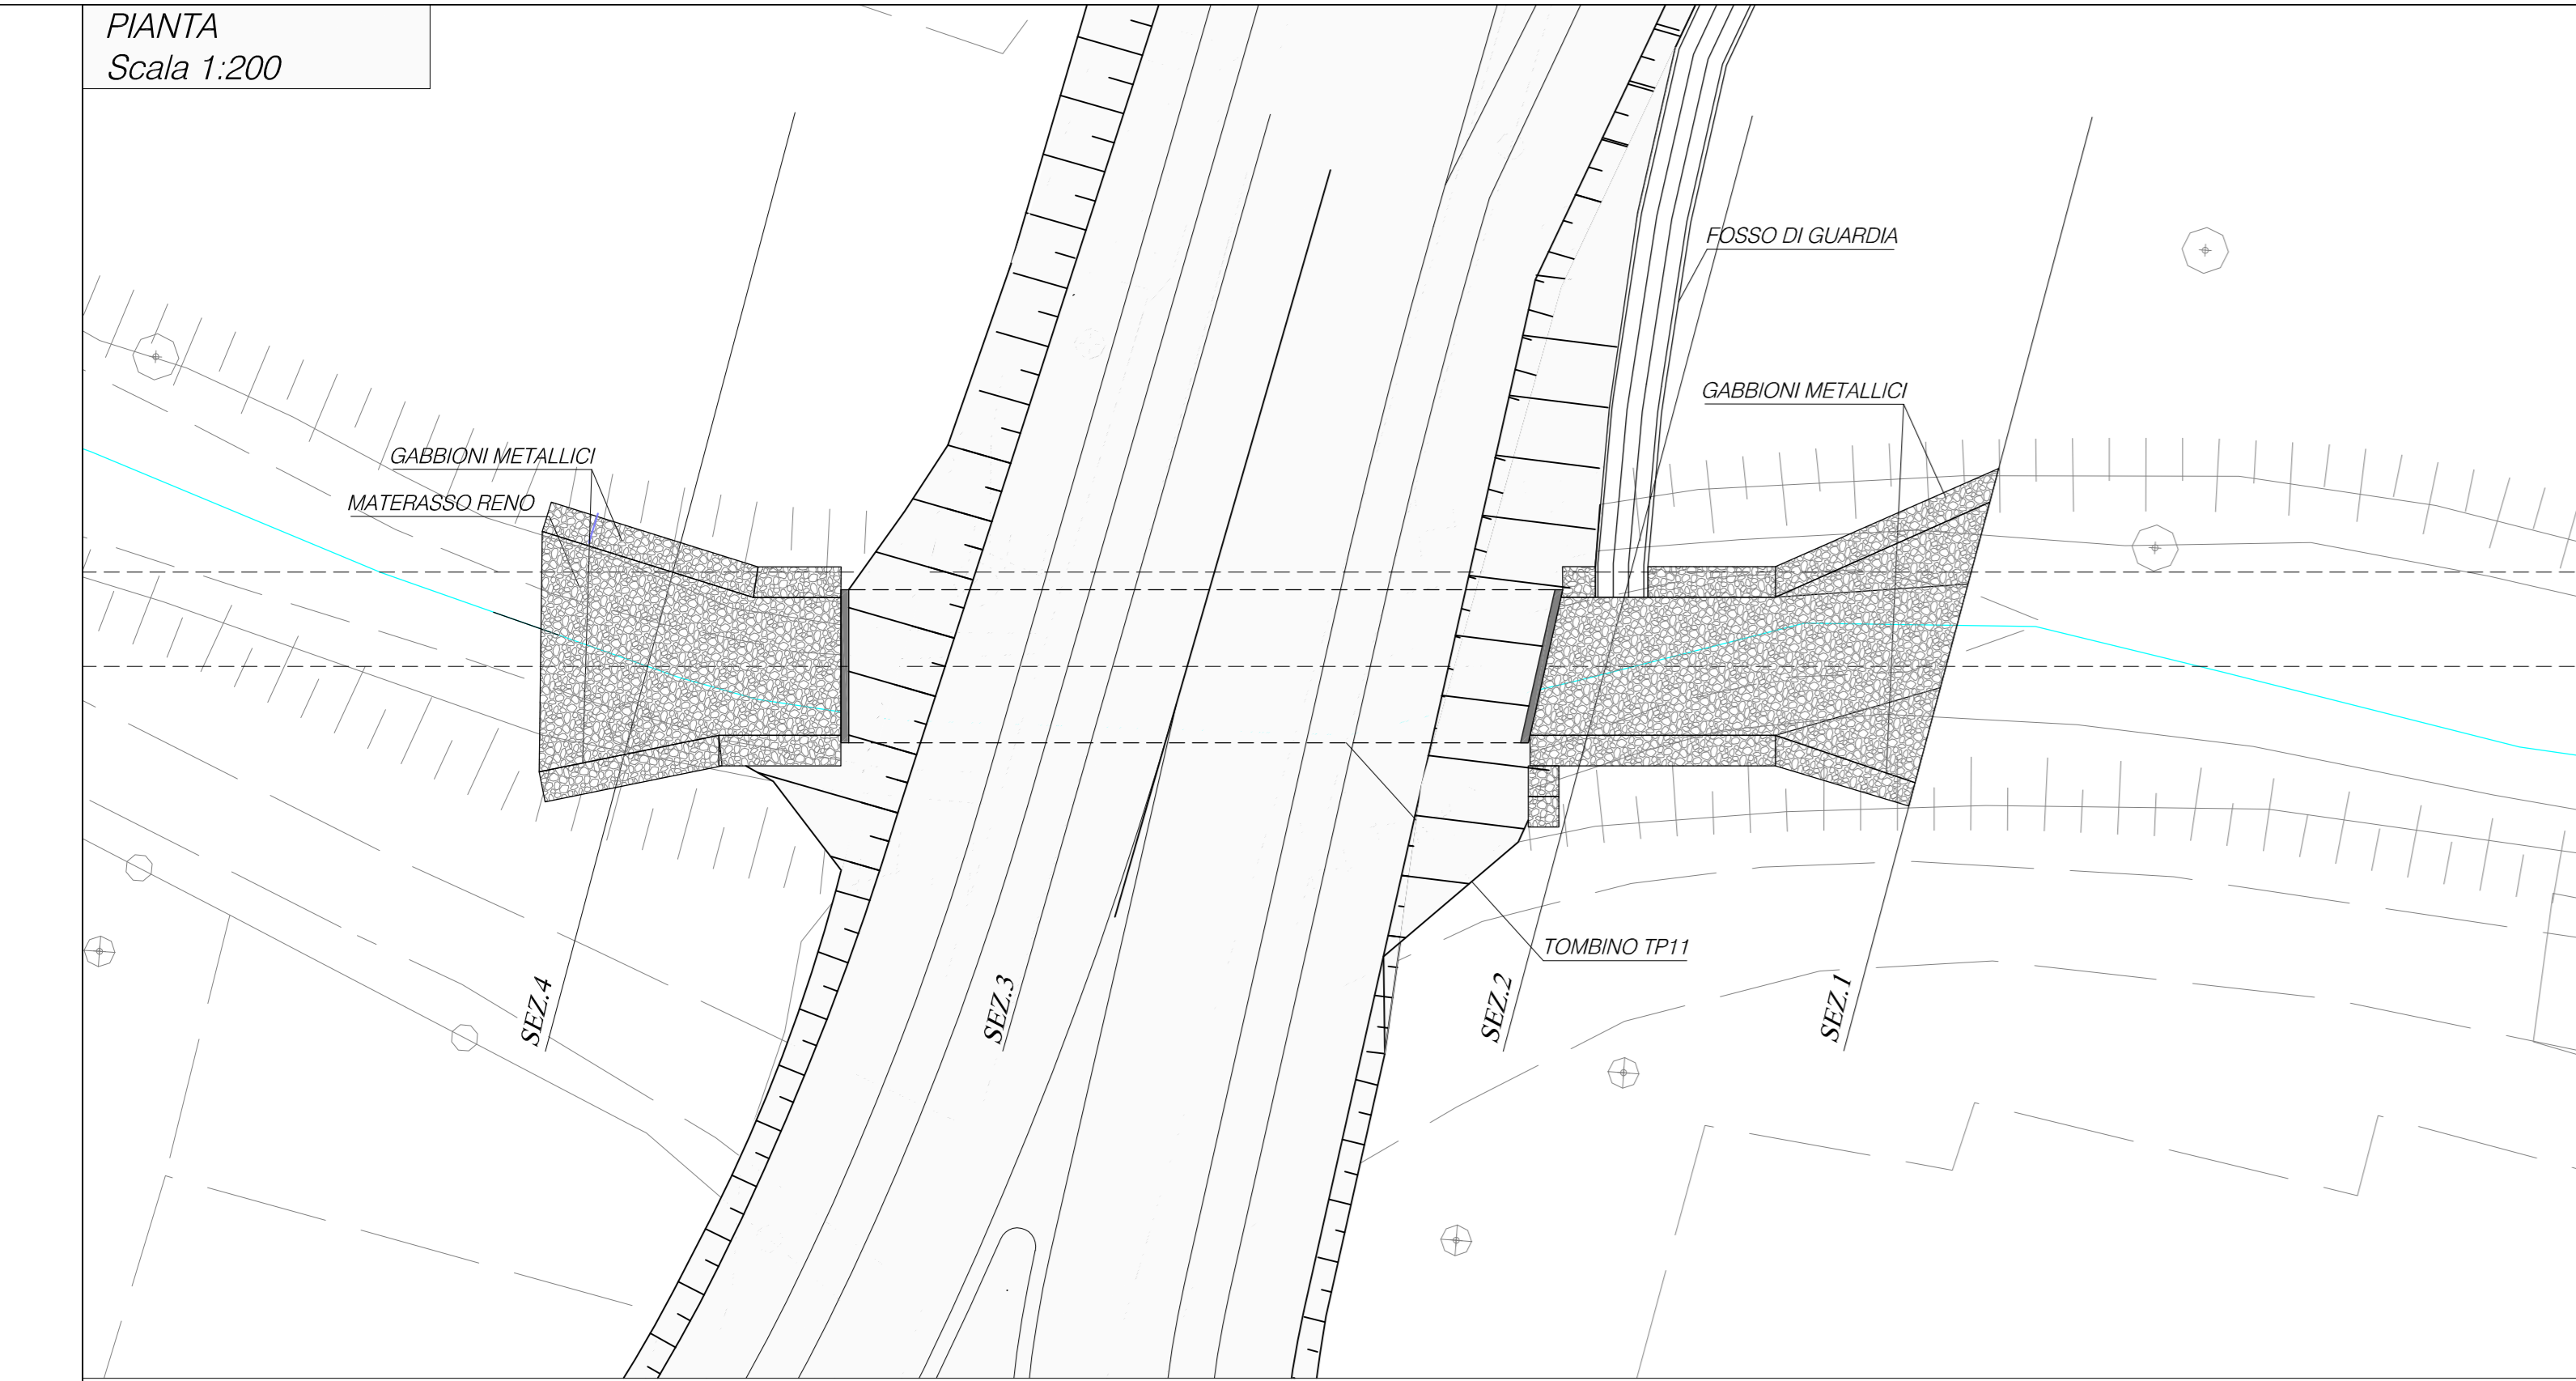 PIANTA
Scala 1:200
FOSSO DI GUARDIA
GABBIONI METALLICI
GABBIONI METALLICI
MATERASSO RENO
TOMBINO TP11
SEZ.4
SEZ.3
SEZ.2
SEZ.1